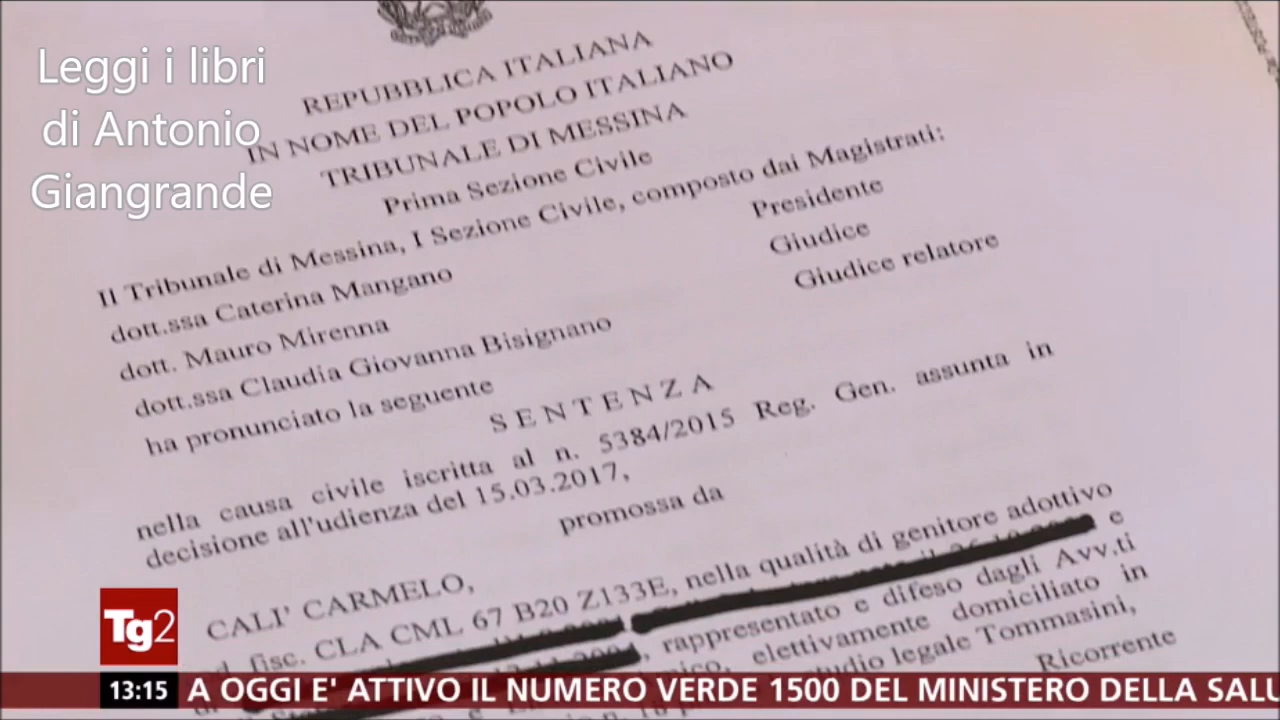 Leggi i libri
di Antonio
Giangrande
REPUBBLICA ITALIANA
IN NOME DEL POPOLO ITALIANO
TRIBUNALE DI MESSINA
Prima Sezione Civile
Il Tribunale di Messina, I Sezione Civile, composto dai Magistrati:
dott.ssa Caterina Mangano Presidente
dott. Mauro Mirenna Giudice
dott.ssa Claudia Giovanna Bisignano Giudice relatore
ha pronunciato la seguente
SENTENZA
nella causa civile iscritta al n. 5384/2015 Reg. Gen. assunta in
decisione all'udienza del 15.03.2017,
promossa da
CALI' CARMELO, nella qualità di genitore adottivo
fisc. CLA CML 67 B20 Z133E, e
rappresentato e difeso dagli Avv.ti
elettivamente domiciliato in
studio legale Tommasini,
Ricorrente
Tg2
13:15 A OGGI E' ATTIVO IL NUMERO VERDE 1500 DEL MINISTERO DELLA SALU